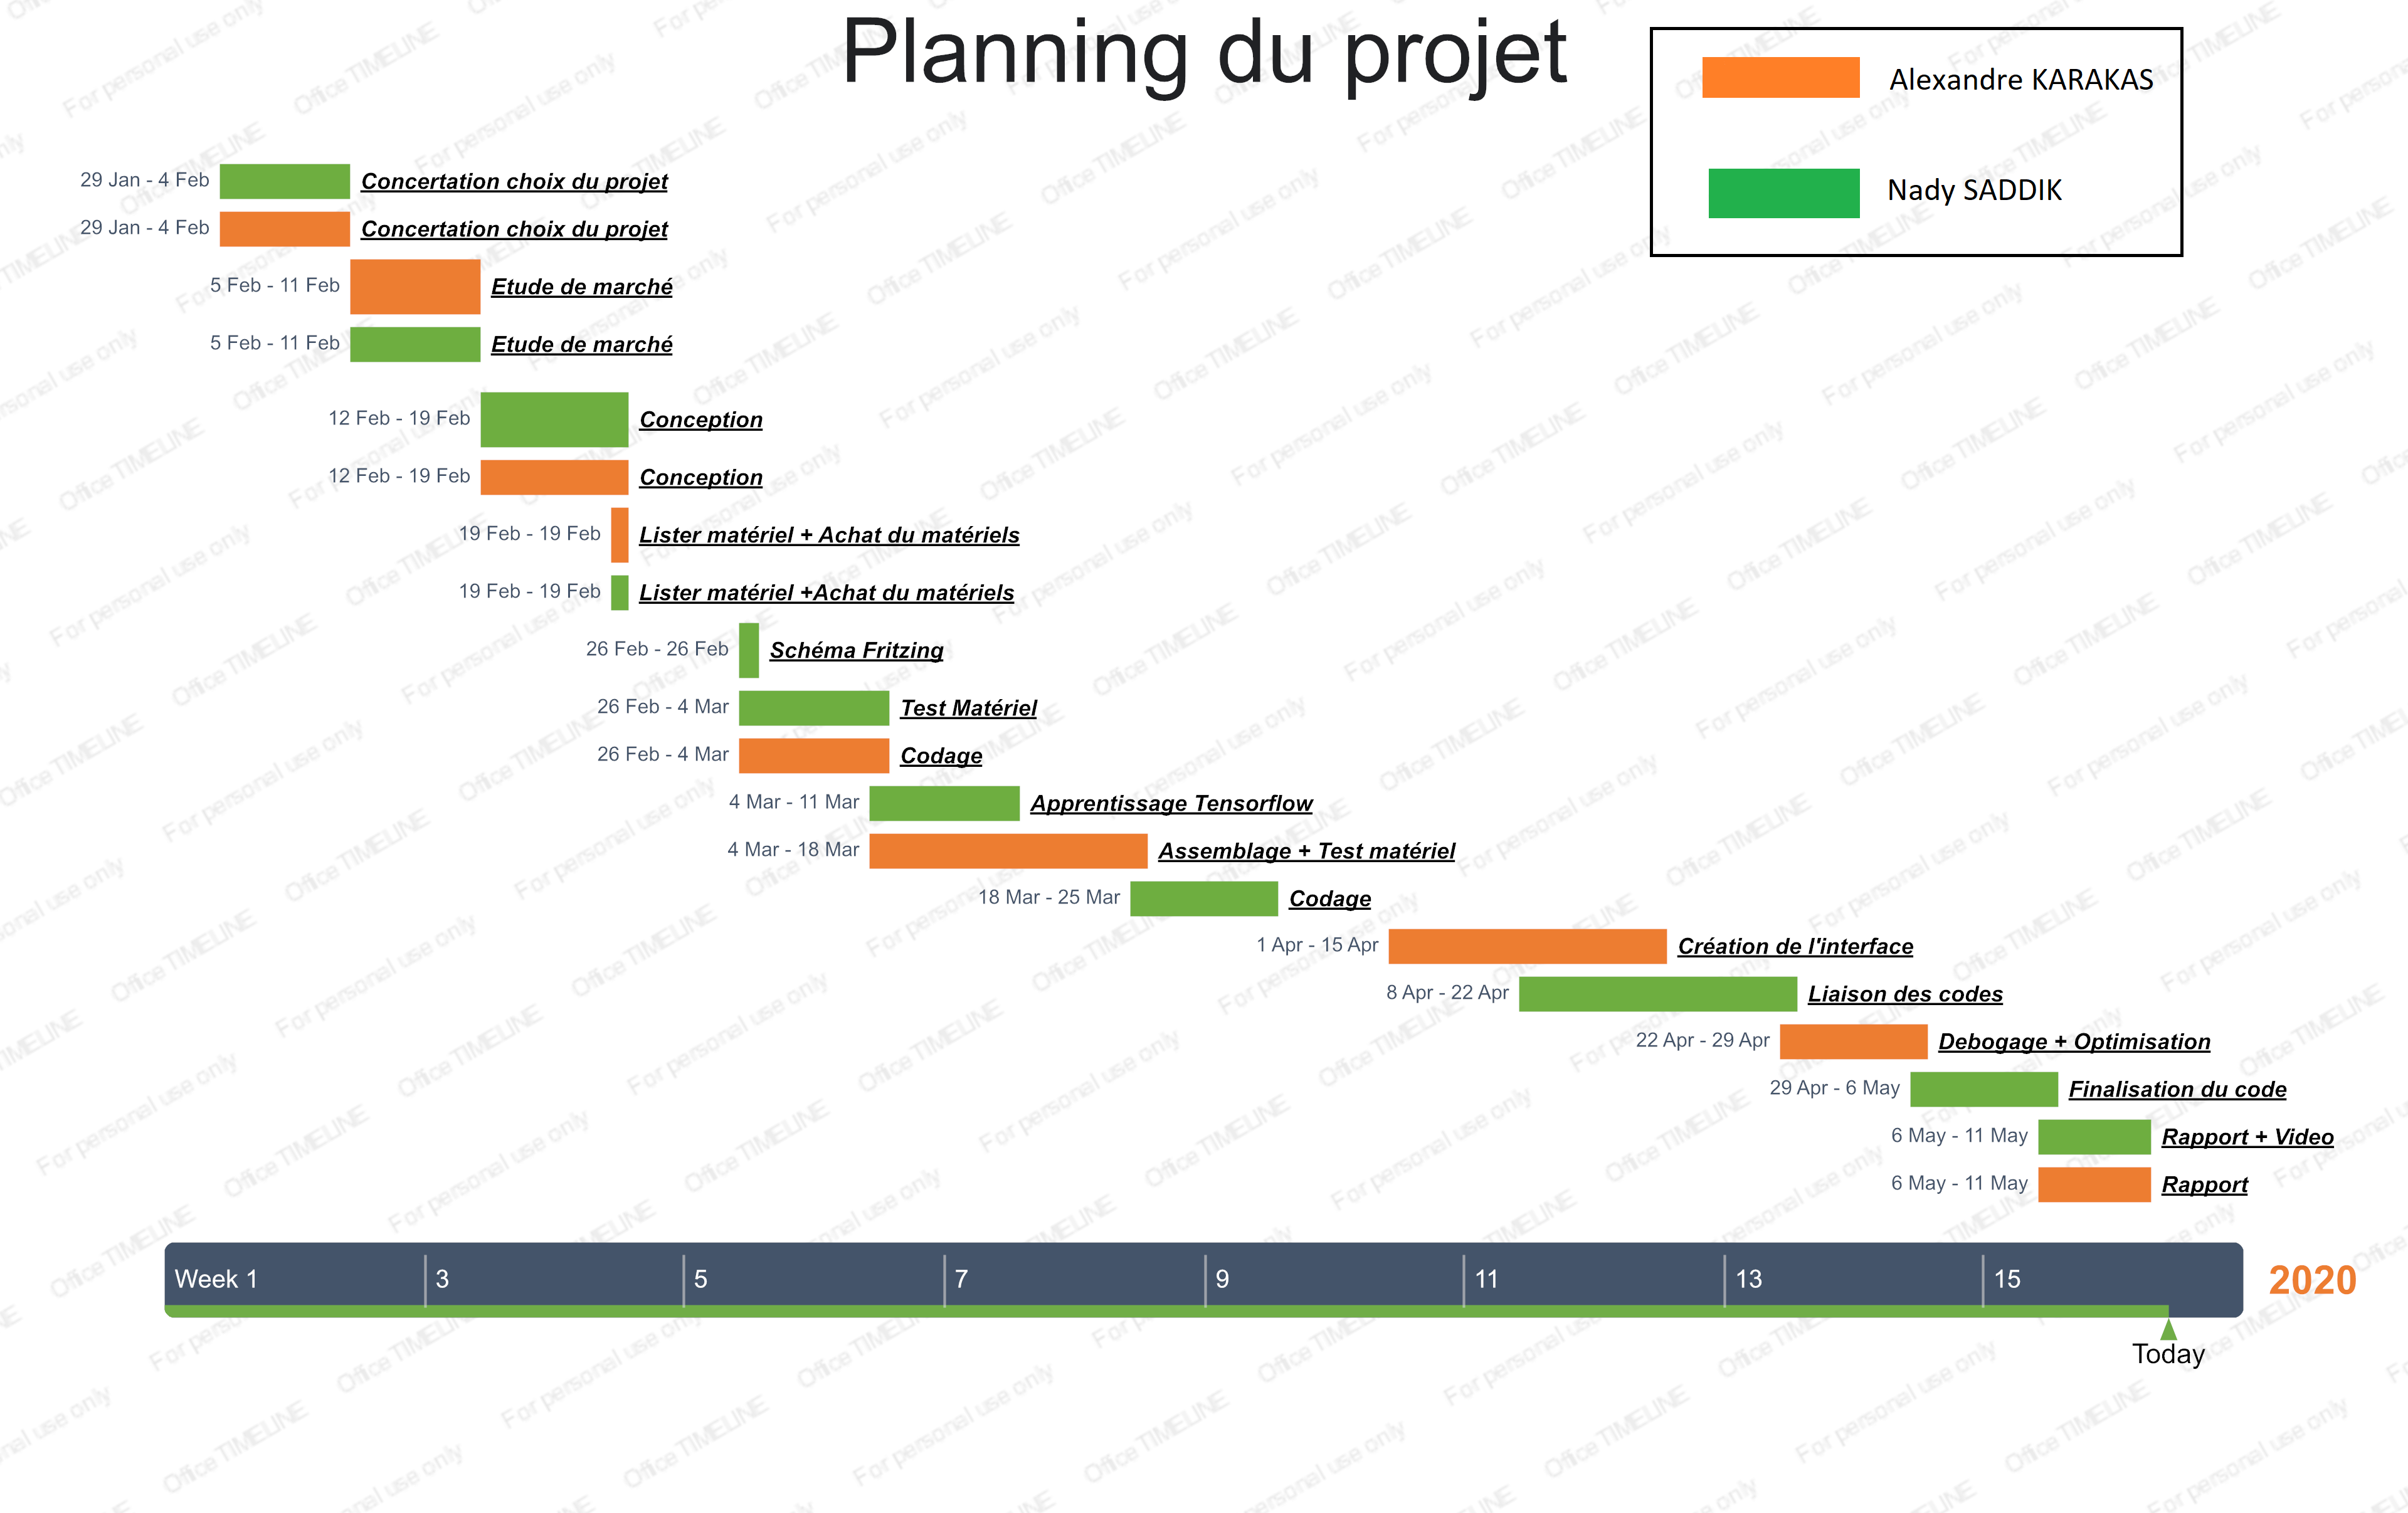 Planning du projet
Alexandre KARAKAS
Nady SADDIK
29 Jan - 4 Feb Concertation choix du projet
29 Jan - 4 Feb Concertation choix du projet
5 Feb - 11 Feb Etude de marché
5 Feb - 11 Feb Etude de marché
12 Feb - 19 Feb Conception
12 Feb - 19 Feb Conception
19 Feb - 19 Feb Lister matériel + Achat du matériels
19 Feb - 19 Feb Lister matériel +Achat du matériels
26 Feb - 26 Feb Schéma Fritzing
26 Feb - 4 Mar Test Matériel
26 Feb - 4 Mar Codage
4 Mar - 11 Mar Apprentissage Tensorflow
4 Mar - 18 Mar Assemblage + Test matériel
18 Mar - 25 Mar Codage
1 Apr - 15 Apr Création de l'interface
8 Apr - 22 Apr Liaison des codes
22 Apr - 29 Apr Debogage + Optimisation
29 Apr - 6 May Finalisation du code
6 May - 11 May Rapport + Video
6 May - 11 May Rapport
Week 1 3 5 7 9 11 13 15 2020
Today
Office TIMELINE For personal use only